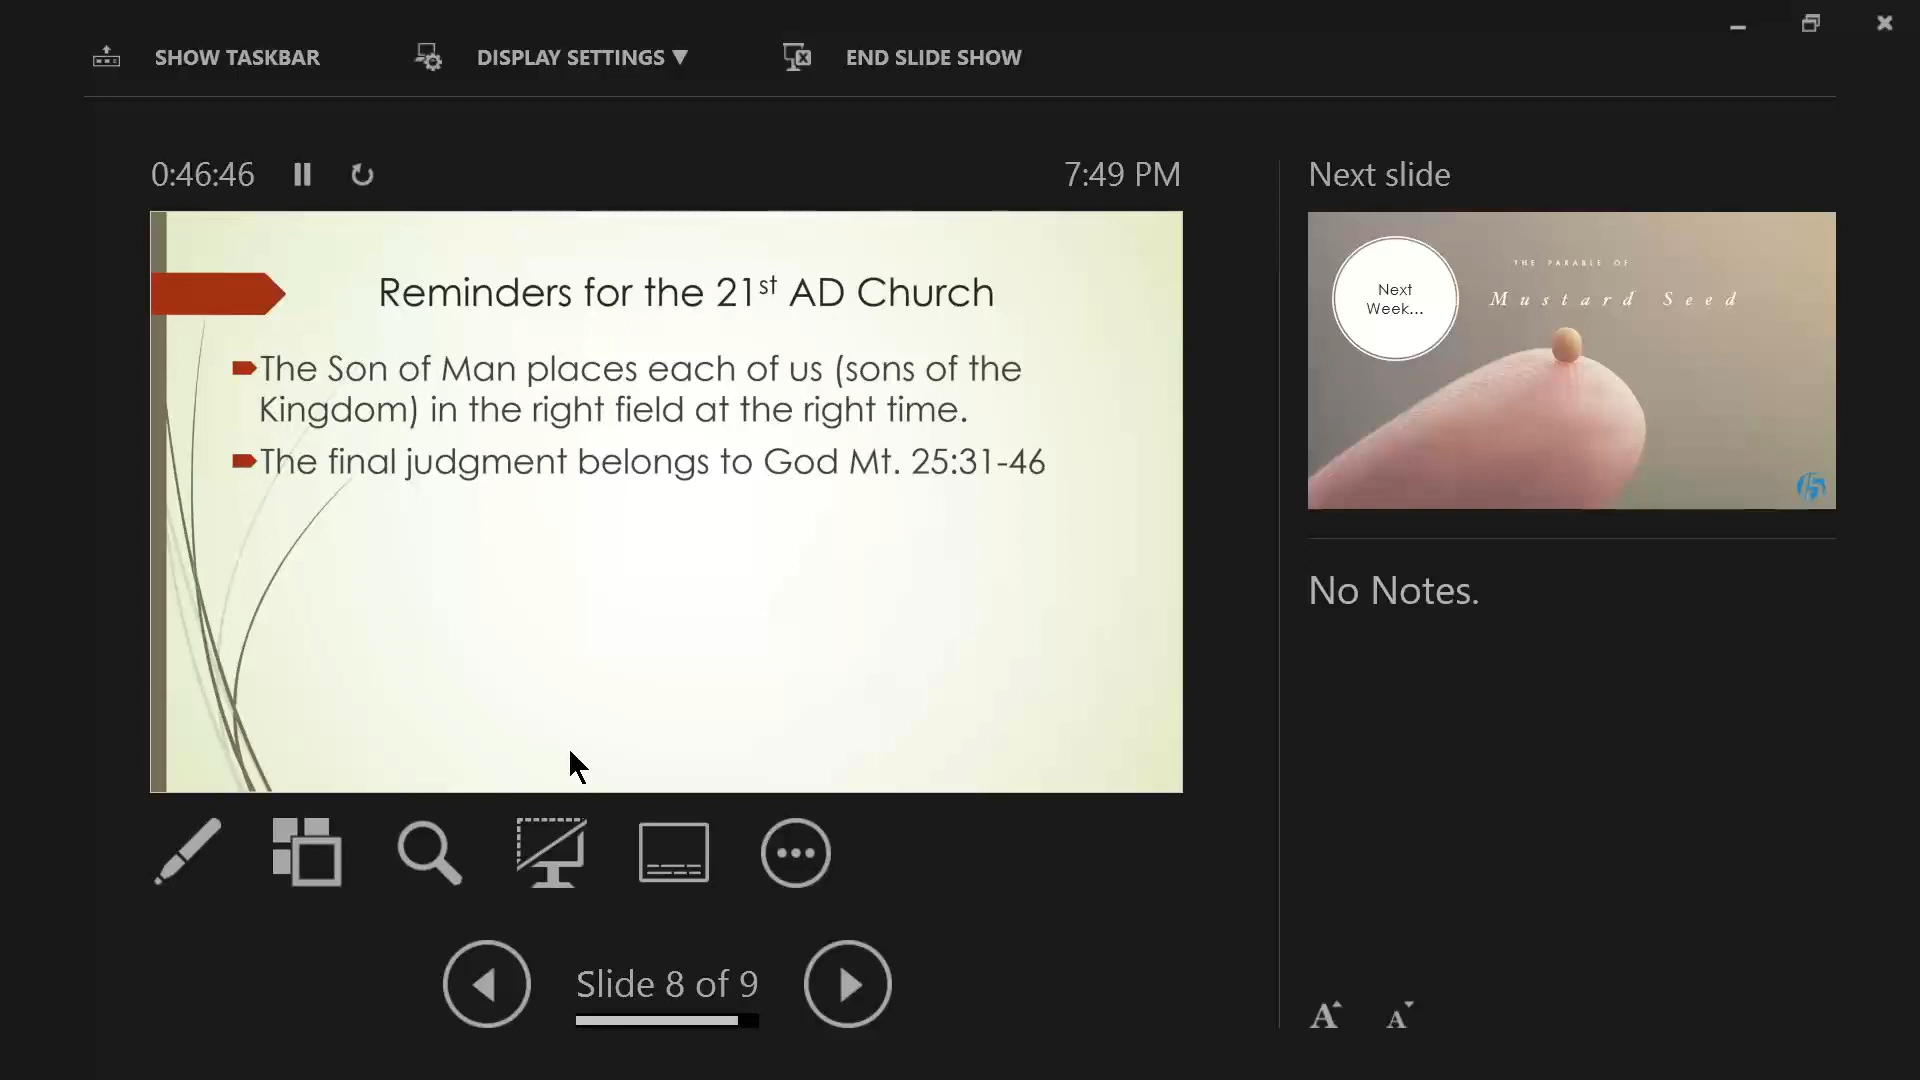 SHOW TASKBAR
DISPLAY SETTINGS ▼
END SLIDE SHOW
0:46:46
7:49 PM
Reminders for the 21st AD Church
The Son of Man places each of us (sons of the
Kingdom) in the right field at the right time.
The final judgment belongs to God Mt. 25:31-46
Slide 8 of 9
Next slide
Next
Week...
THE PARABLE OF
Mustard Seed
No Notes.
A
A